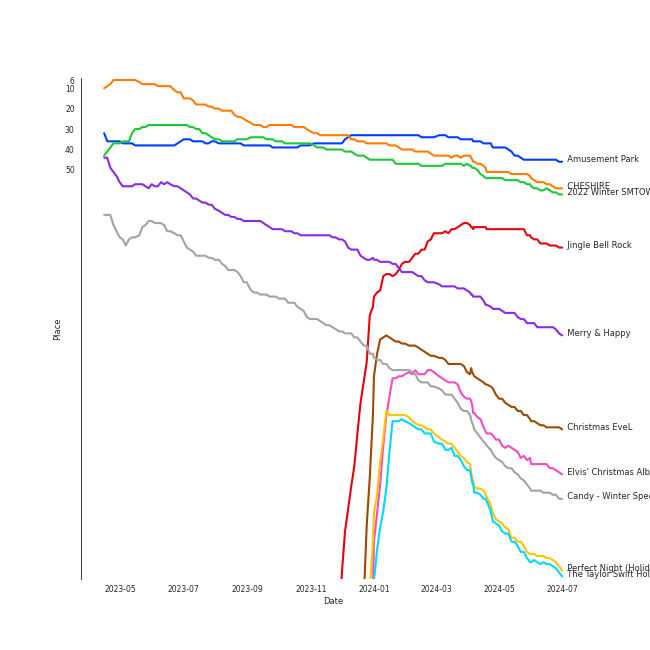 6
10
20
30
40
50
Place
Amusement Park
CHESHIRE
2022 Winter SMTOW
Jingle Bell Rock
Merry & Happy
Christmas EveL
Elvis' Christmas Alb
Candy - Winter Spec
Perfect Night (Holid
The Taylor Swift Hol
2023-05
2023-07
2023-09
2023-11
2024-01
2024-03
2024-05
2024-07
Date